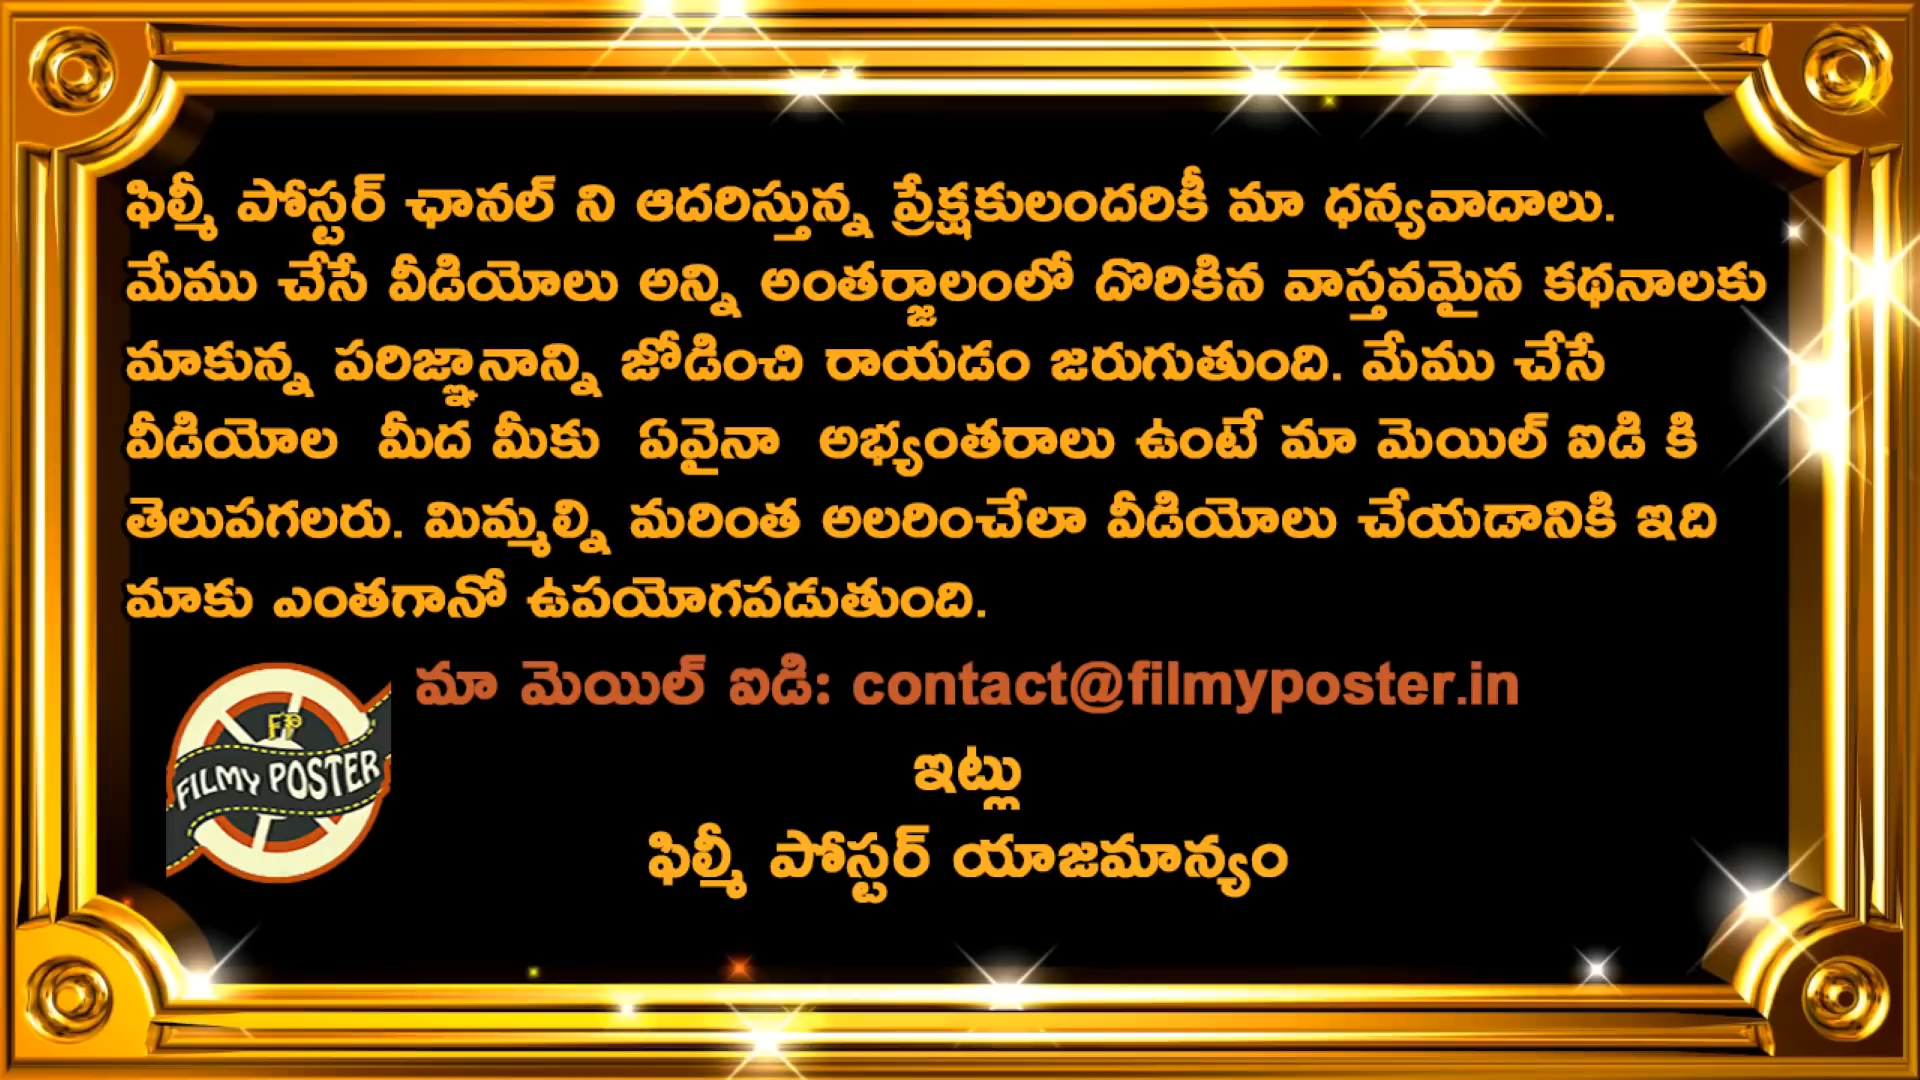 ఫిల్మీ పోస్టర్ ఛానల్ ని ఆదరిస్తున్న ప్రేక్షకులందరికీ మా ధన్యవాదాలు.
మేము చేసే వీడియోలు అన్ని అంతర్జాలంలో దొరికిన వాస్తవమైన కథనాలకు
మాకున్న పరిజ్ఞానాన్ని జోడించి రాయడం జరుగుతుంది. మేము చేసే
వీడియోల మీద మీకు ఏవైనా అభ్యంతరాలు ఉంటే మా మెయిల్ ఐడి కి
తెలుపగలరు. మిమ్మల్ని మరింత అలరించేలా వీడియోలు చేయడానికి ఇది
మాకు ఎంతగానో ఉపయోగపడుతుంది.
మా మెయిల్ ఐడి: contact@filmyposter.in
FP
FILMY POSTER
ఇట్లు
ఫిల్మీ పోస్టర్ యాజమాన్యం